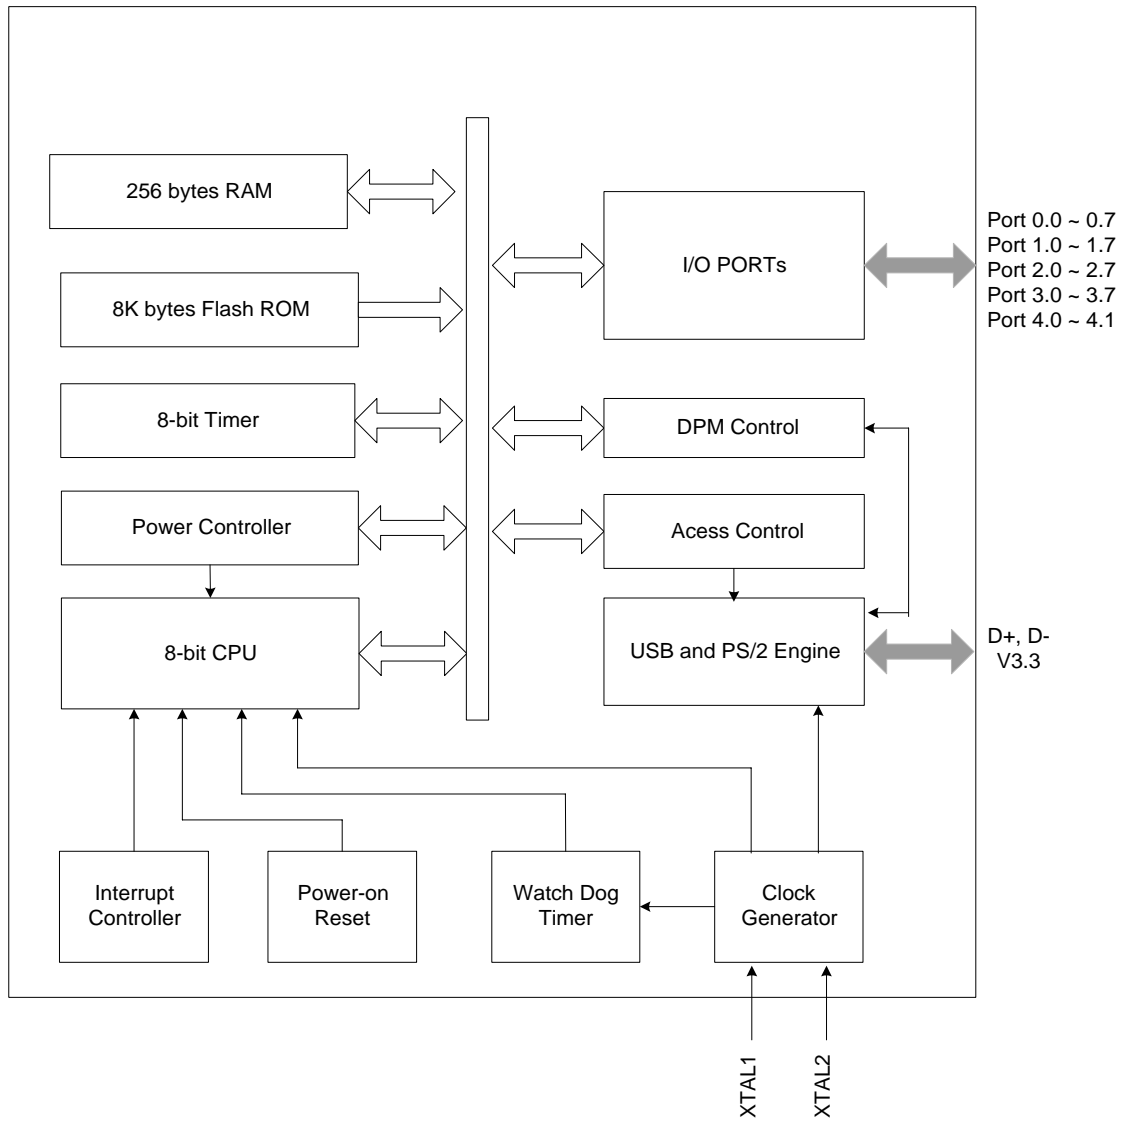 256 bytes RAM
8K bytes Flash ROM
8-bit Timer
Power Controller
8-bit CPU
I/O PORTs
DPM Control
Acess Control
USB and PS/2 Engine
Port 0.0 ~ 0.7
Port 1.0 ~ 1.7
Port 2.0 ~ 2.7
Port 3.0 ~ 3.7
Port 4.0 ~ 4.1
D+, D-
V3.3
Interrupt
Controller
Power-on
Reset
Watch Dog
Timer
Clock
Generator
XTAL1
XTAL2